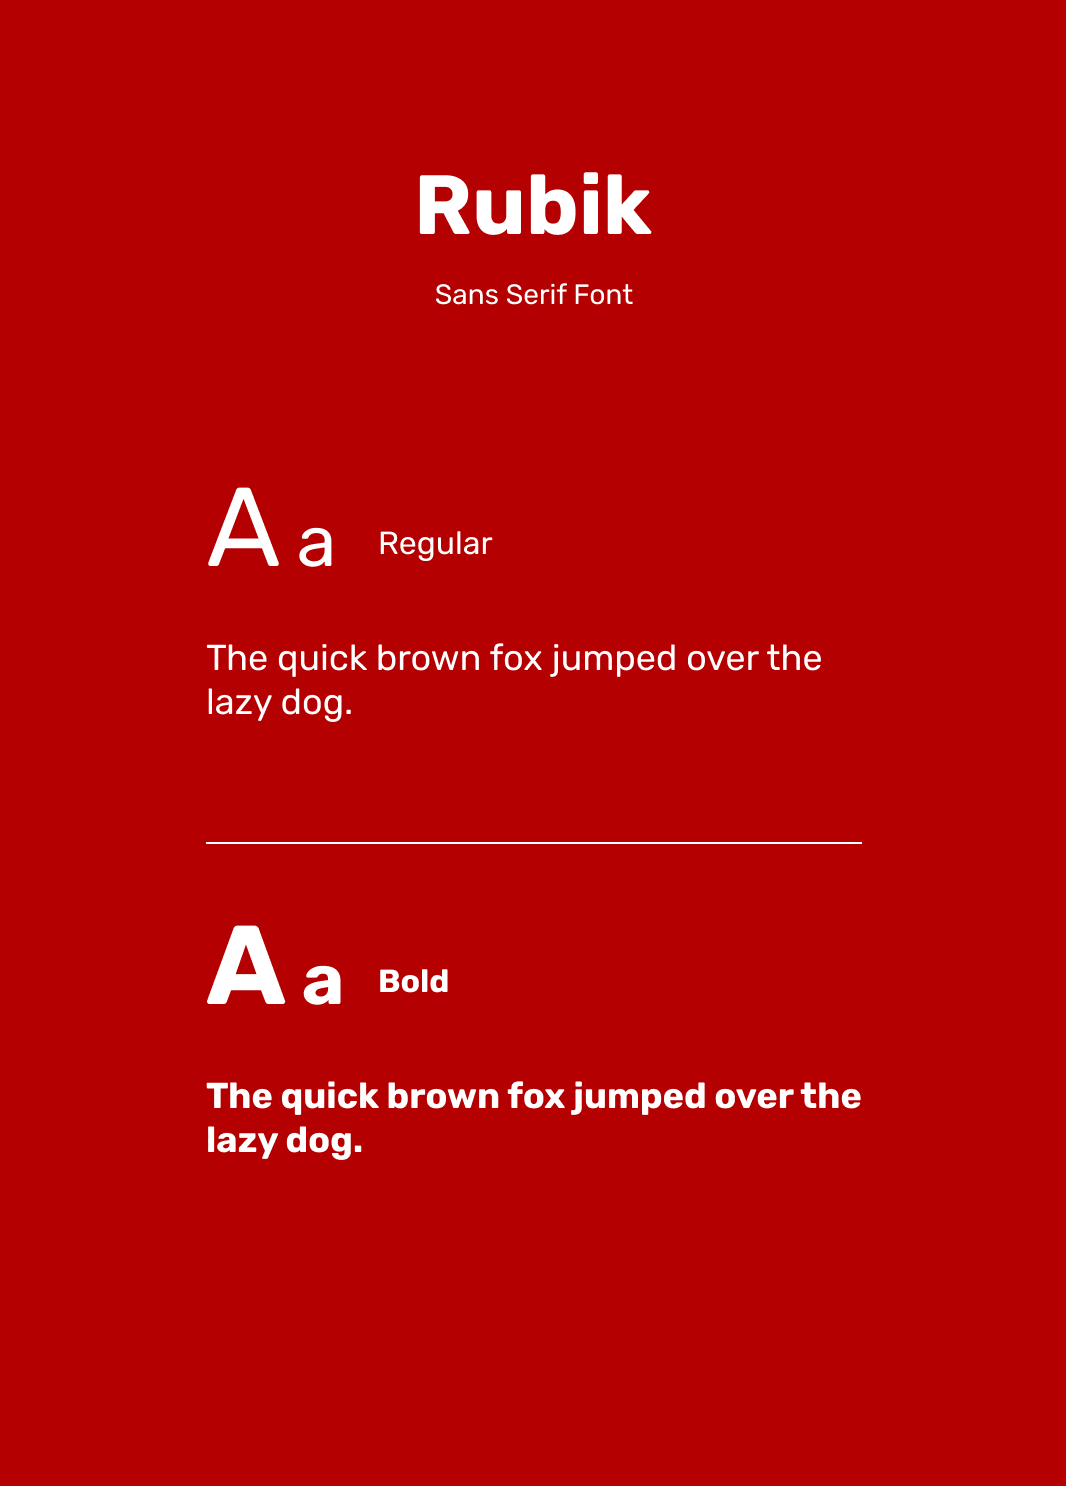 Rubik
Sans Serif Font
A a Regular
The quick brown fox jumped over the
lazy dog.
A a Bold
The quick brown fox jumped over the
lazy dog.